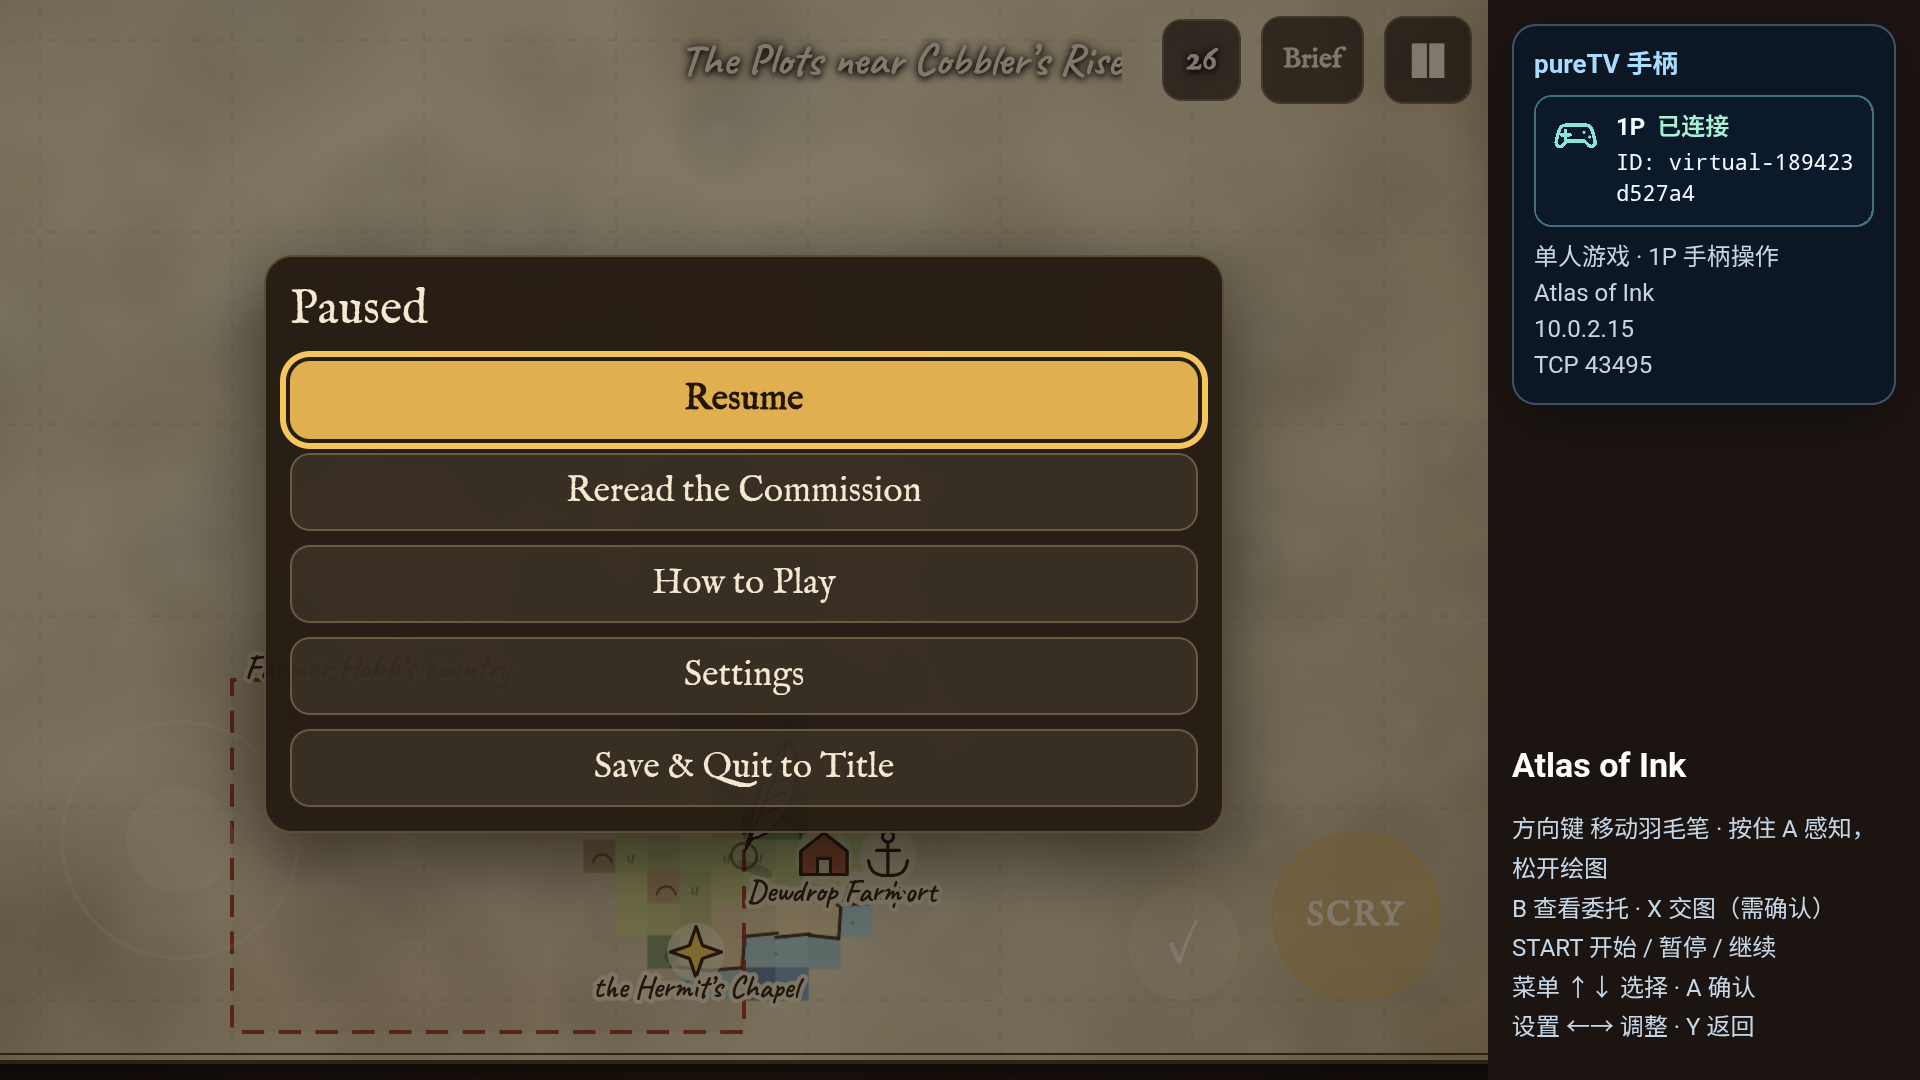 The Plots near Cobbler's Rise
26
Brief
Paused
Resume
Reread the Commission
How to Play
Settings
Save & Quit to Title
Farmer Hobb's country
Dewdrop Farm
the Hermit's Chapel
SCRY
pureTV 手柄
1P 已连接
ID: virtual-189423
d527a4
单人游戏 · 1P 手柄操作
Atlas of Ink
10.0.2.15
TCP 43495
Atlas of Ink
方向键 移动羽毛笔 · 按住 A 感知，
松开绘图
B 查看委托 · X 交图（需确认）
START 开始 / 暂停 / 继续
菜单 ↑↓ 选择 · A 确认
设置 ←→ 调整 · Y 返回